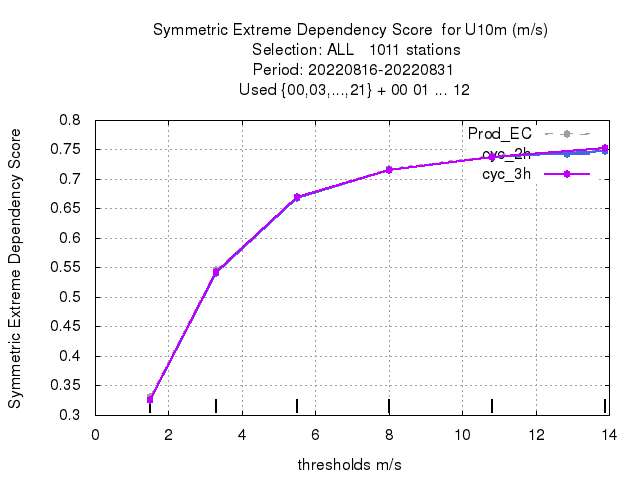 Symmetric Extreme Dependency Score  for U10m (m/s)
Selection: ALL   1011 stations
Period: 20220816-20220831
Used {00,03,...,21} + 00 01 ... 12
Symmetric Extreme Dependency Score
0.8
0.75
0.7
0.65
0.6
0.55
0.5
0.45
0.4
0.35
0.3
Prod_EC
cyc_2h
cyc_3h
0 2 4 6 8 10 12 14
thresholds m/s